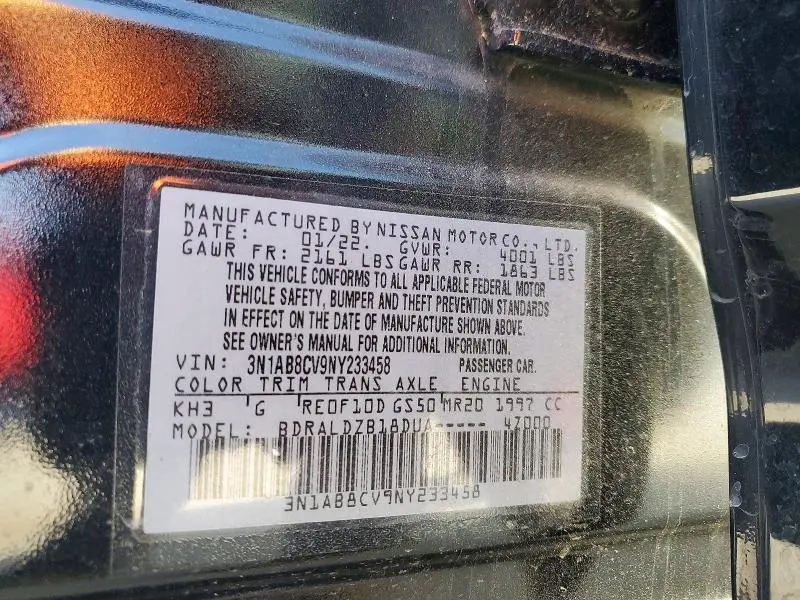 MANUFACTURED BY NISSAN MOTOR CO., LTD.
DATE: 01/22. GVWR: 4001 LBS
GAWR FR: 2161 LBS GAWR RR: 1863 LBS
THIS VEHICLE CONFORMS TO ALL APPLICABLE FEDERAL MOTOR
VEHICLE SAFETY, BUMPER AND THEFT PREVENTION STANDARDS
IN EFFECT ON THE DATE OF MANUFACTURE SHOWN ABOVE.
SEE OWNER'S MANUAL FOR ADDITIONAL INFORMATION.
VIN: 3N1AB8CV9NY233458 PASSENGER CAR.
COLOR TRIM TRANS AXLE ENGINE
KH3 G RE0F10D GS50 MR20 1997 CC
MODEL: BDRALDZB18DUA----- 4Z000
3N1AB8CV9NY233458